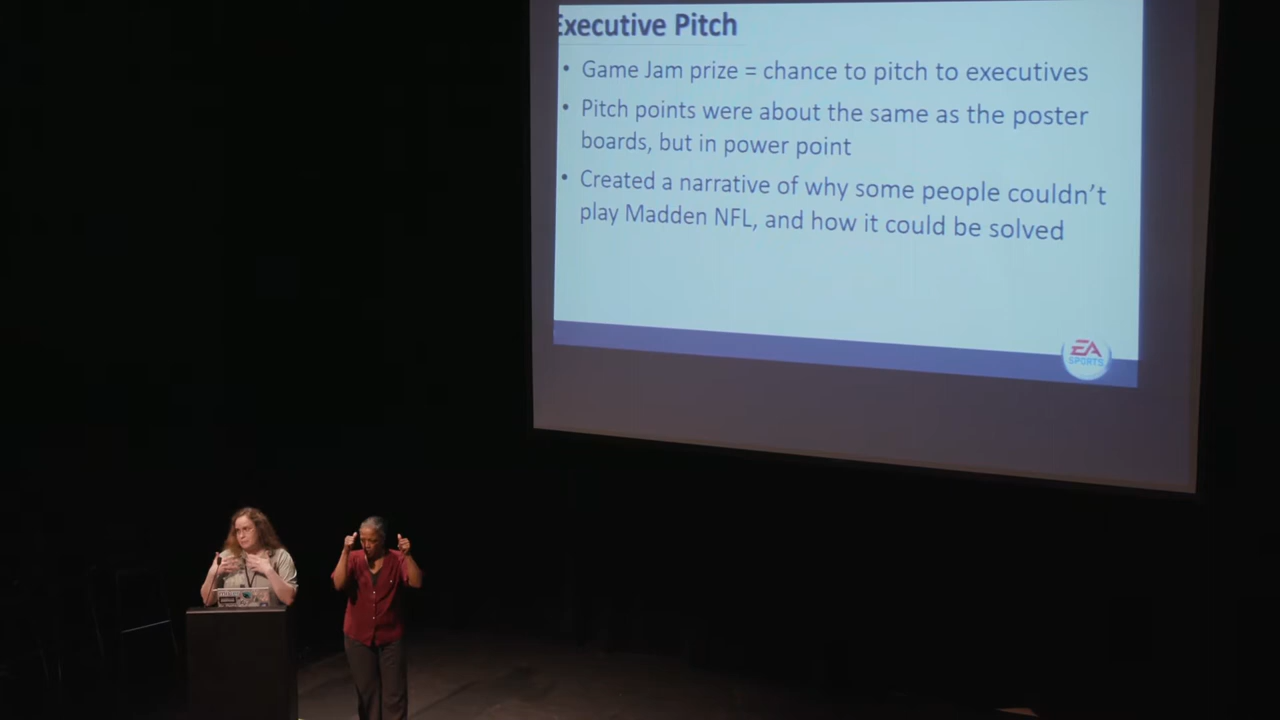 Executive Pitch
• Game Jam prize = chance to pitch to executives
• Pitch points were about the same as the poster
boards, but in power point
• Created a narrative of why some people couldn't
play Madden NFL, and how it could be solved
EA
SPORTS